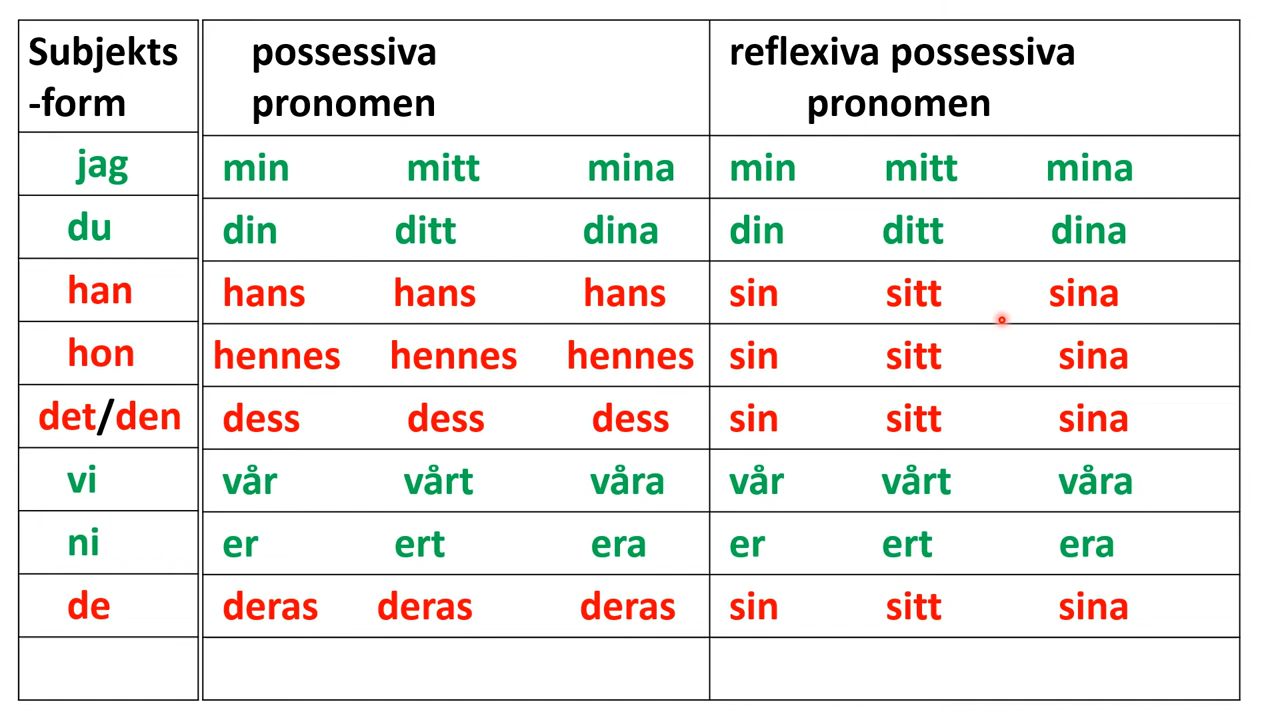 Subjekts
-form
possessiva
pronomen
reflexiva possessiva
pronomen
jag min mitt mina min mitt mina
du din ditt dina din ditt dina
han hans hans hans sin sitt sina
hon hennes hennes hennes sin sitt sina
det/den dess dess dess sin sitt sina
vi vår vårt våra vår vårt våra
ni er ert era er ert era
de deras deras deras sin sitt sina